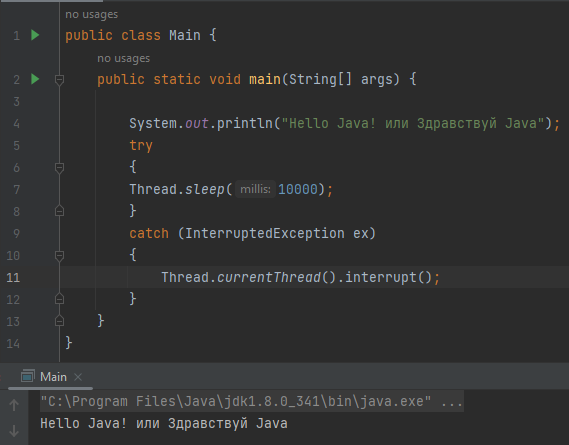 no usages
1 public class Main {
no usages
2 public static void main(String[] args) {
3
4 System.out.println("Hello Java! или Здравствуй Java");
5 try
6 {
7 Thread.sleep( millis: 10000);
8 }
9 catch (InterruptedException ex)
10 {
11 Thread.currentThread().interrupt();
12 }
13 }
14 }
Main
"C:\Program Files\Java\jdk1.8.0_341\bin\java.exe" ...
Hello Java! или Здравствуй Java